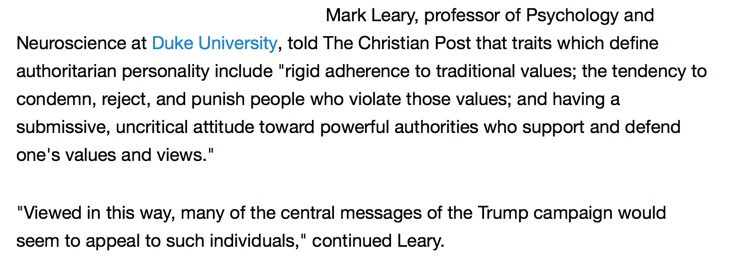 Mark Leary, professor of Psychology and
Neuroscience at Duke University, told The Christian Post that traits which define
authoritarian personality include "rigid adherence to traditional values; the tendency to
condemn, reject, and punish people who violate those values; and having a
submissive, uncritical attitude toward powerful authorities who support and defend
one's values and views."
"Viewed in this way, many of the central messages of the Trump campaign would
seem to appeal to such individuals," continued Leary.